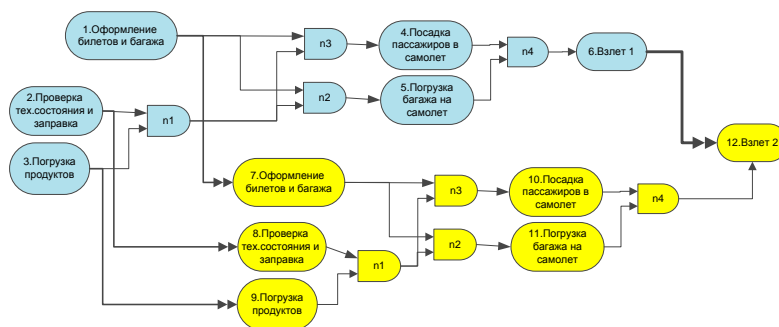 1.Оформление
билетов и багажа
n3
4.Посадка
пассажиров в
самолет
n4
6.Взлет 1
2.Проверка
тех.состояния и
заправка
n1
n2
5.Погрузка
багажа на
самолет
3.Погрузка
продуктов
12.Взлет 2
7.Оформление
билетов и багажа
n3
10.Посадка
пассажиров в
самолет
n4
8.Проверка
тех.состояния и
заправка
n1
n2
11.Погрузка
багажа на
самолет
9.Погрузка
продуктов